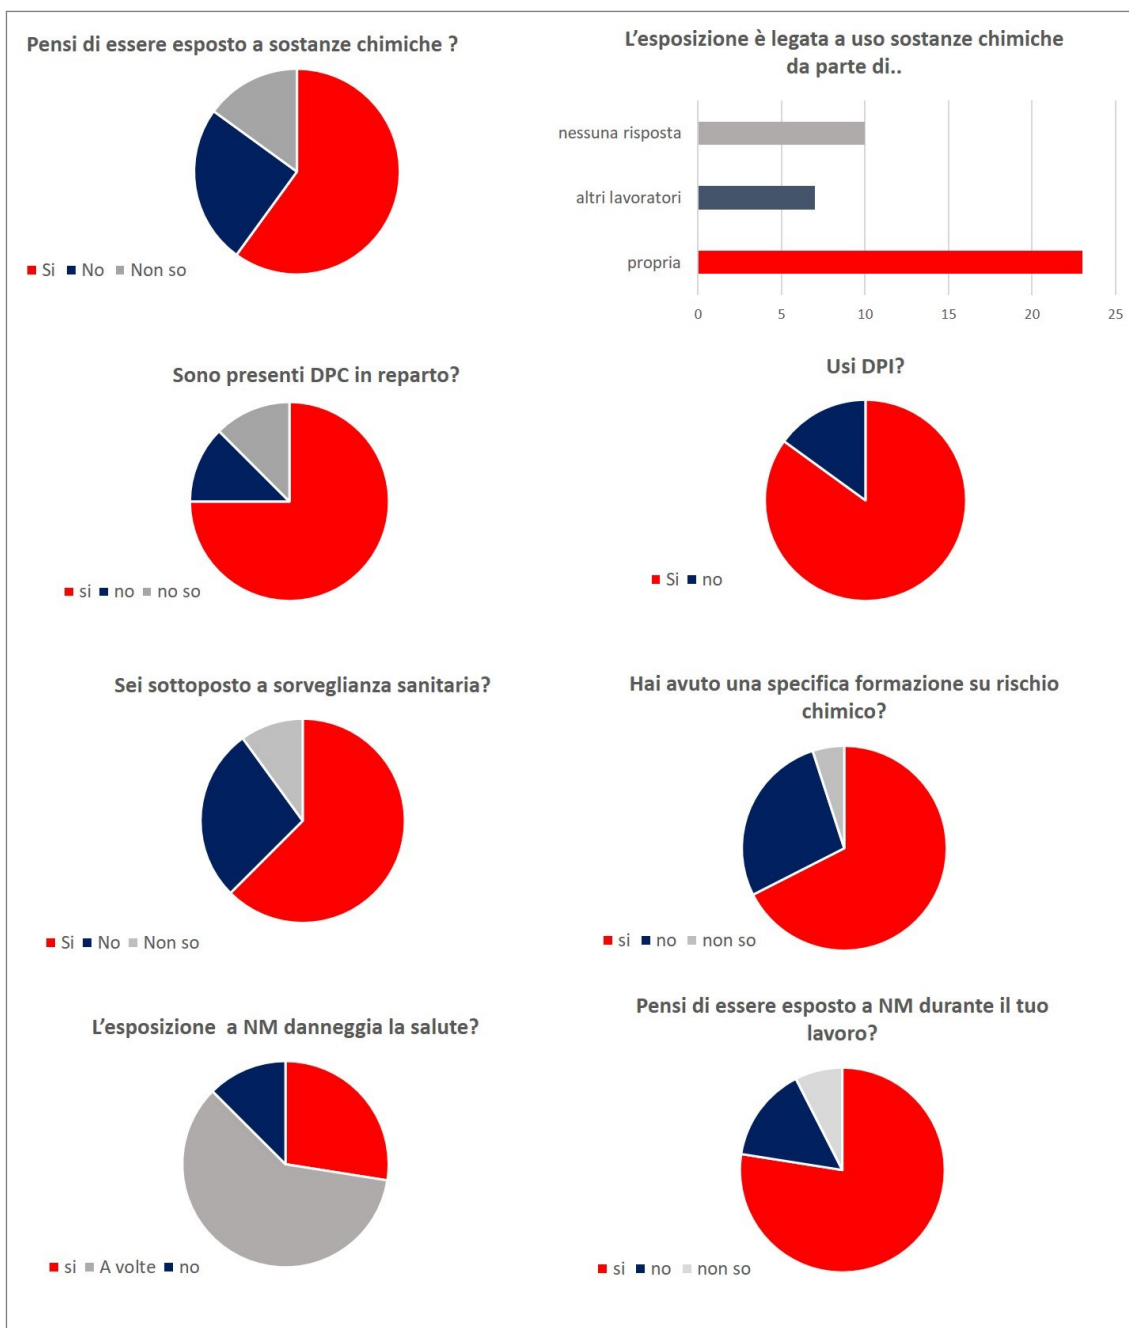 Pensi di essere esposto a sostanze chimiche ?
Si No Non so
L'esposizione è legata a uso sostanze chimiche
da parte di..
nessuna risposta
altri lavoratori
propria
0 5 10 15 20 25
Sono presenti DPC in reparto?
si no no so
Usi DPI?
Si no
Sei sottoposto a sorveglianza sanitaria?
Si No Non so
Hai avuto una specifica formazione su rischio
chimico?
si no non so
L'esposizione a NM danneggia la salute?
si A volte no
Pensi di essere esposto a NM durante il tuo
lavoro?
si no non so